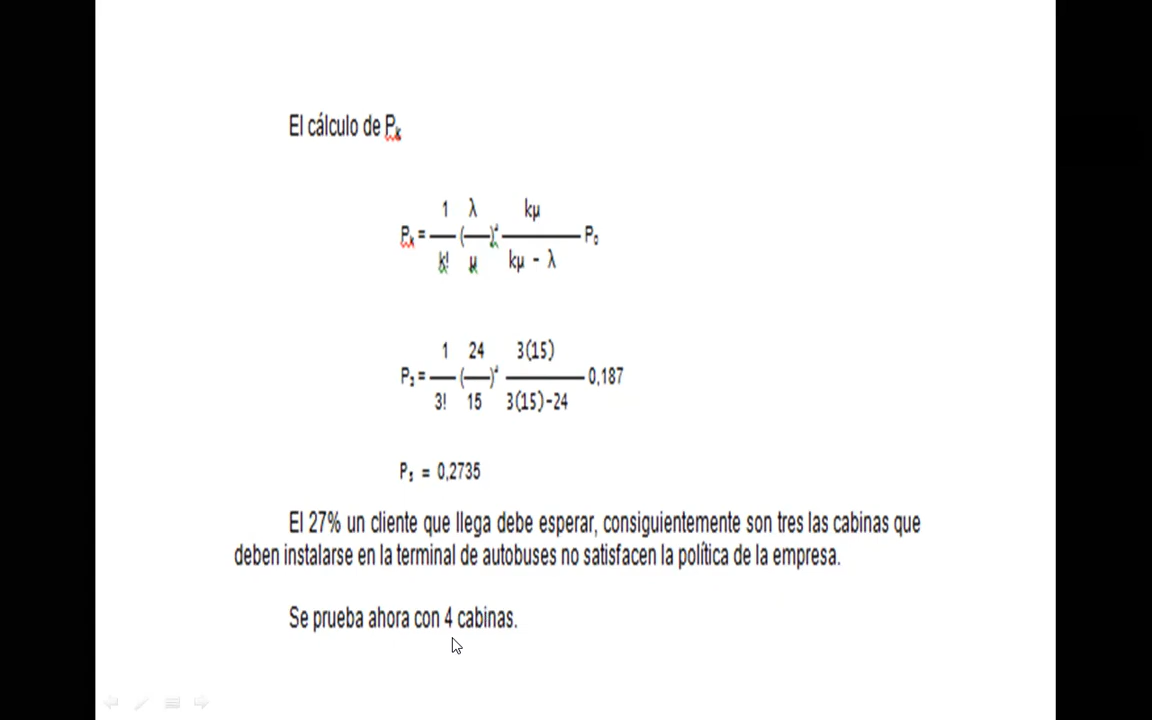 El cálculo de Pk
1 λ kµ
Pk = ( ) P0
k! µ kµ - λ
1 24 3(15)
P3 = ( ) 0,187
3! 15 3(15)-24
P3 = 0,2735
El 27% un cliente que llega debe esperar, consiguientemente son tres las cabinas que
deben instalarse en la terminal de autobuses no satisfacen la política de la empresa.
Se prueba ahora con 4 cabinas.